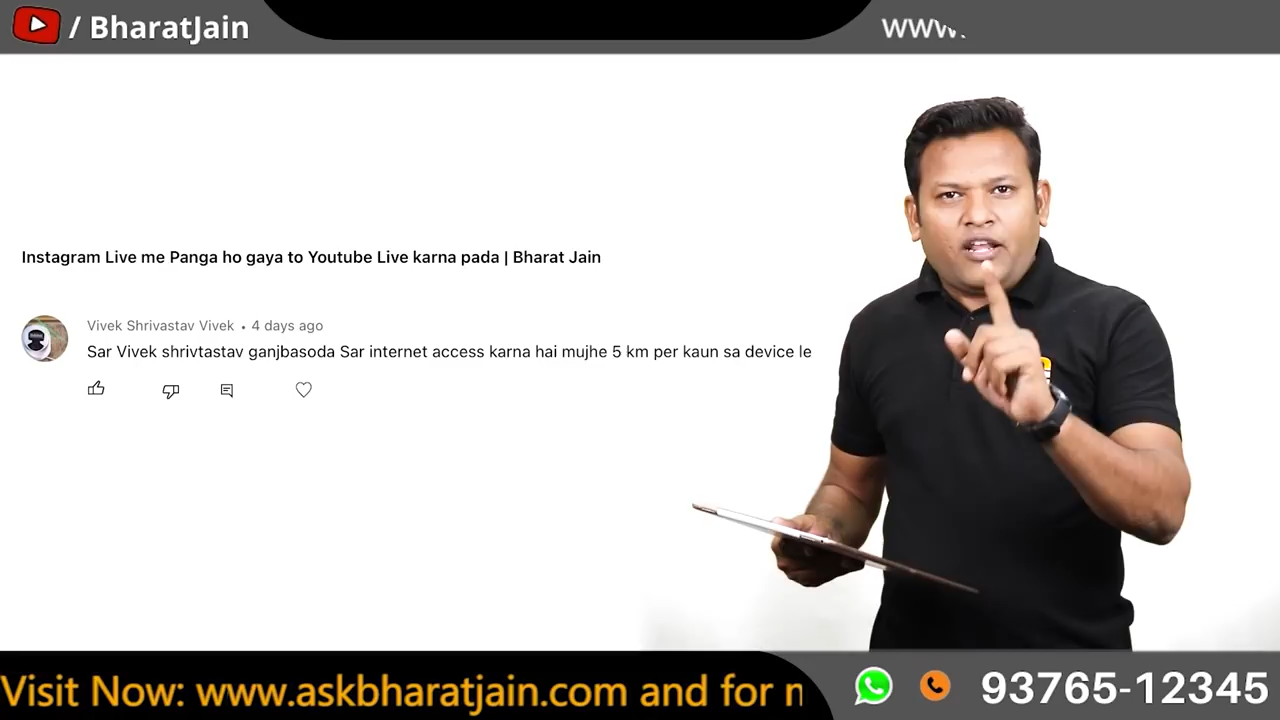 / BharatJain
www.
Instagram Live me Panga ho gaya to Youtube Live karna pada | Bharat Jain
Vivek Shrivastav Vivek • 4 days ago
Sar Vivek shrivtastav ganjbasoda Sar internet access karna hai mujhe 5 km per kaun sa device le
Visit Now: www.askbharatjain.com and for
93765-12345